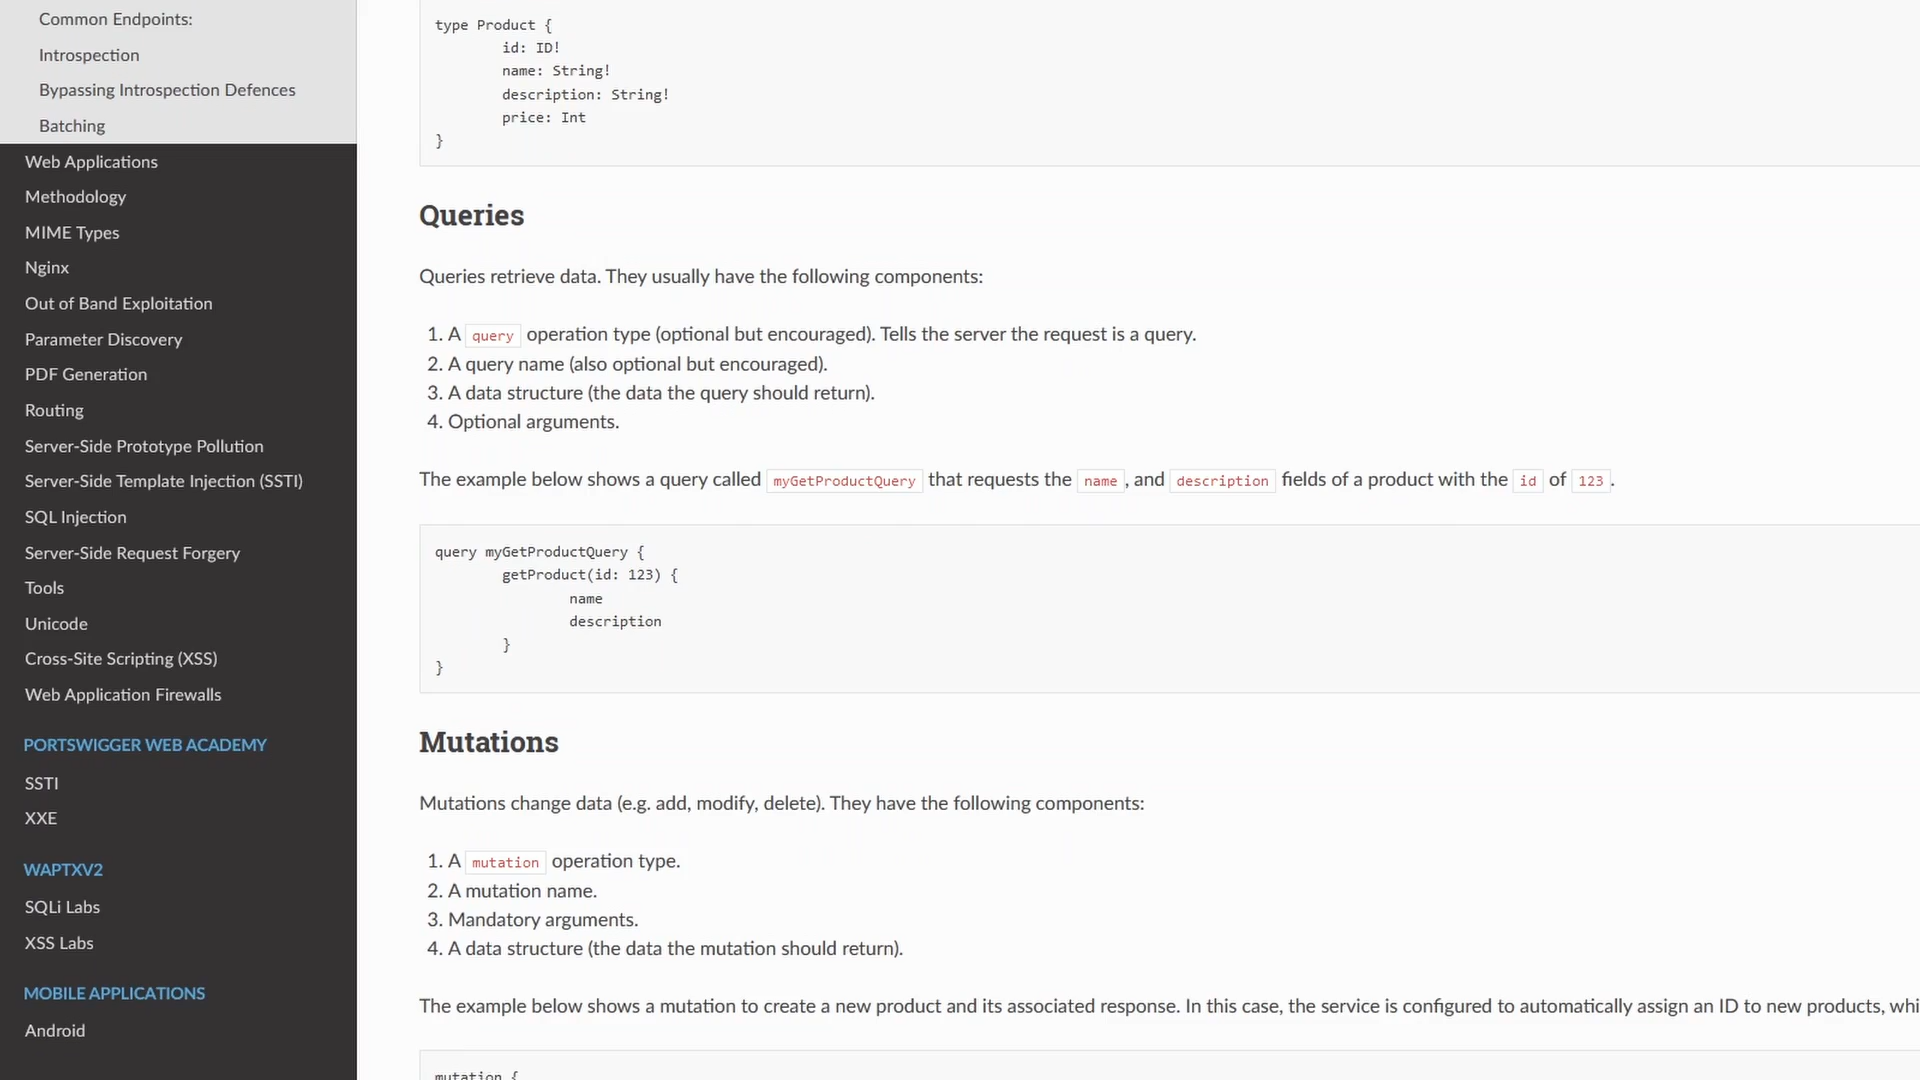 Common Endpoints:
Introspection
Bypassing Introspection Defences
Batching
Web Applications
Methodology
MIME Types
Nginx
Out of Band Exploitation
Parameter Discovery
PDF Generation
Routing
Server-Side Prototype Pollution
Server-Side Template Injection (SSTI)
SQL Injection
Server-Side Request Forgery
Tools
Unicode
Cross-Site Scripting (XSS)
Web Application Firewalls
PORTSWIGGER WEB ACADEMY
SSTI
XXE
WAPTXV2
SQLi Labs
XSS Labs
MOBILE APPLICATIONS
Android
type Product {
id: ID!
name: String!
description: String!
price: Int
}
Queries
Queries retrieve data. They usually have the following components:
1. A query operation type (optional but encouraged). Tells the server the request is a query.
2. A query name (also optional but encouraged).
3. A data structure (the data the query should return).
4. Optional arguments.
The example below shows a query called myGetProductQuery that requests the name, and description fields of a product with the id of 123.
query myGetProductQuery {
getProduct(id: 123) {
name
description
}
}
Mutations
Mutations change data (e.g. add, modify, delete). They have the following components:
1. A mutation operation type.
2. A mutation name.
3. Mandatory arguments.
4. A data structure (the data the mutation should return).
The example below shows a mutation to create a new product and its associated response. In this case, the service is configured to automatically assign an ID to new products, whi
mutation {